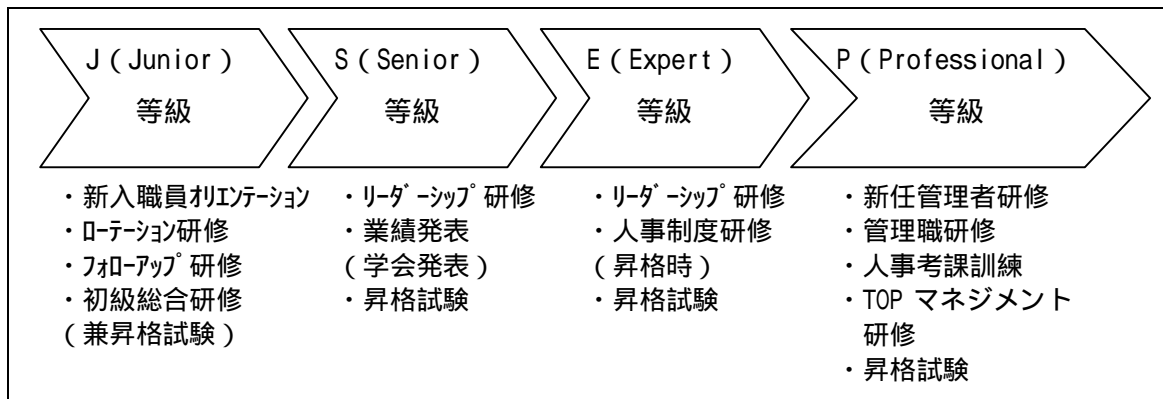 J（Junior）
等級
S（Senior）
等級
E（Expert）
等級
P（Professional）
等級
・新入職員ｵﾘｴﾝﾃｰｼｮﾝ
・ﾛｰﾃｰｼｮﾝ研修
・ﾌｫﾛｰｱｯﾌﾟ研修
・初級総合研修
（兼昇格試験）
・ﾘｰﾀﾞｰｼｯﾌﾟ研修
・業績発表
（学会発表）
・昇格試験
・ﾘｰﾀﾞｰｼｯﾌﾟ研修
・人事制度研修
（昇格時）
・昇格試験
・新任管理者研修
・管理職研修
・人事考課訓練
・TOP マネジメント
研修
・昇格試験